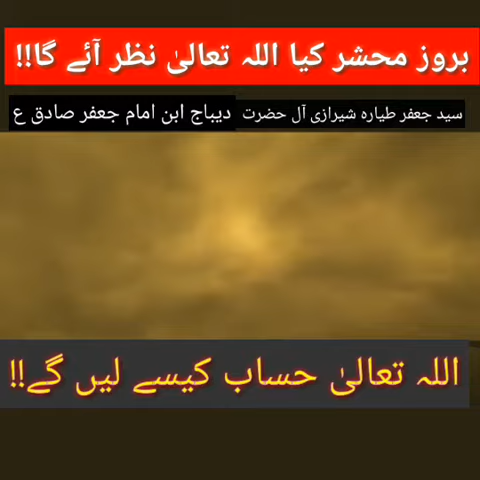 بروز محشر کیا اللہ تعالیٰ نظر آئے گا!!
سید جعفر طیارہ شیرازی آل حضرت دیباج ابن امام جعفر صادق ع
اللہ تعالیٰ حساب کیسے لیں گے!!